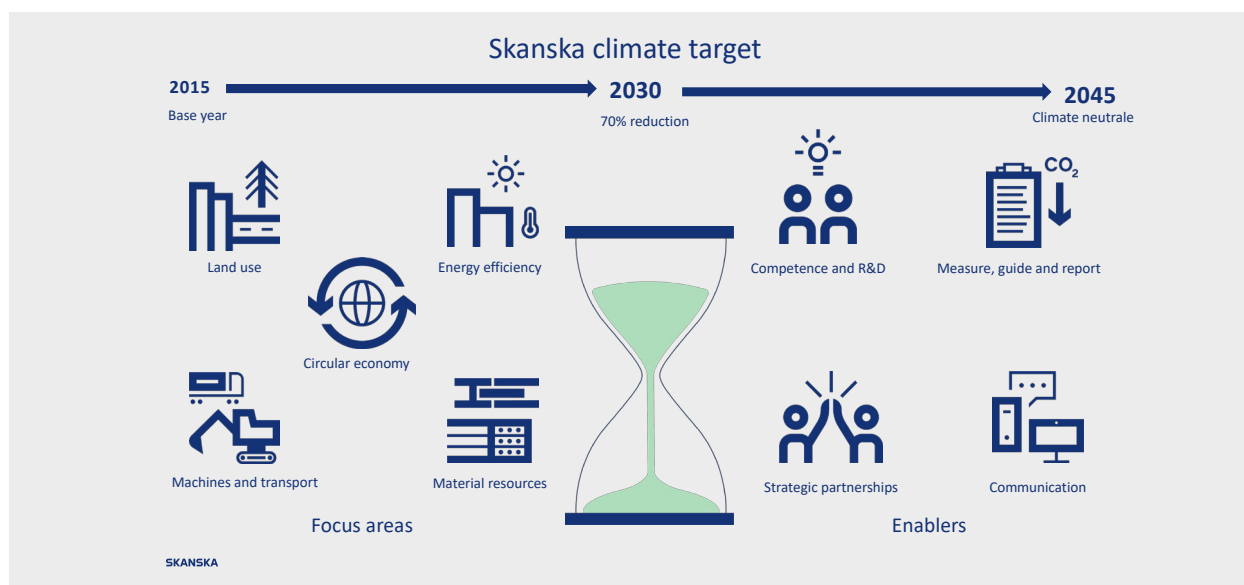 Skanska climate target
2015
2030
2045
Base year
70% reduction
Climate neutrale
CO2
Land use
Energy efficiency
Competence and R&D
Measure, guide and report
Circular economy
Machines and transport
Material resources
Strategic partnerships
Communication
Focus areas
Enablers
SKANSKA